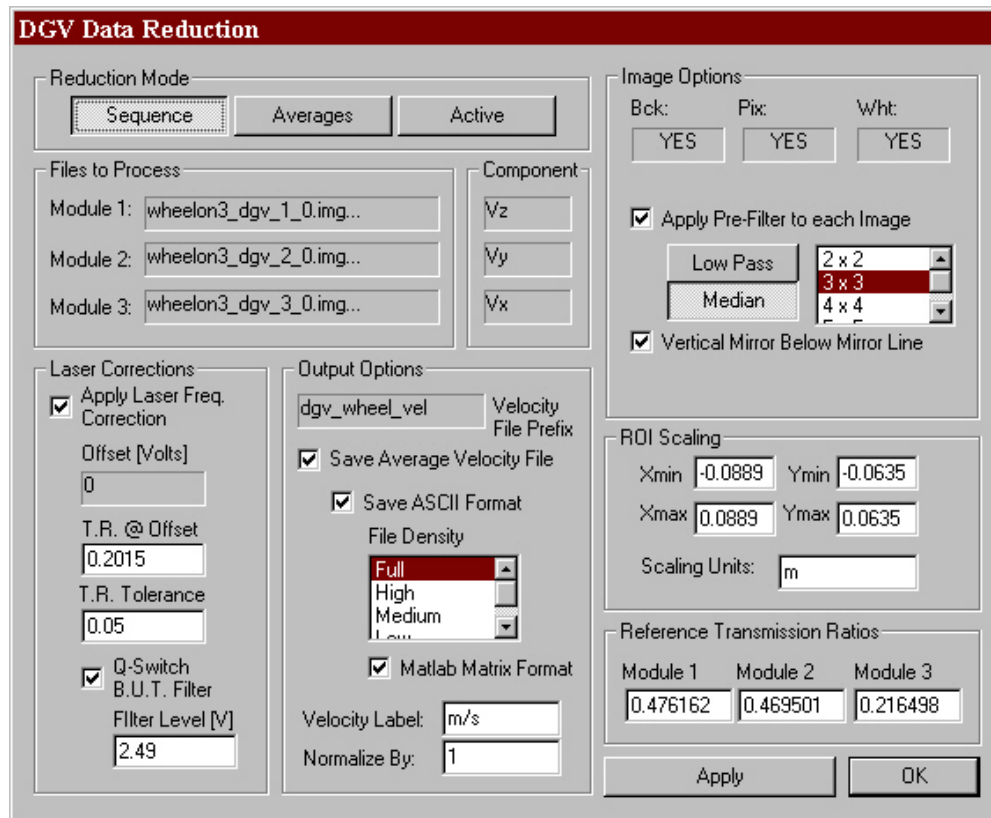 DGV Data Reduction
Reduction Mode
Sequence
Averages
Active
Files to Process
Component
Module 1: wheelon3_dgv_1_0.img...
Vz
Module 2: wheelon3_dgv_2_0.img...
Vy
Module 3: wheelon3_dgv_3_0.img...
Vx
Laser Corrections
Apply Laser Freq.
Correction
Offset [Volts]
0
T.R. @ Offset
0.2015
T.R. Tolerance
0.05
Q-Switch
B.U.T. Filter
FIlter Level [V]
2.49
Output Options
dgv_wheel_vel
Velocity
File Prefix
Save Average Velocity File
Save ASCII Format
File Density
Full
High
Medium
Low
Matlab Matrix Format
Velocity Label: m/s
Normalize By: 1
Image Options
Bck: Pix: Wht:
YES YES YES
Apply Pre-Filter to each Image
Low Pass
Median
2 x 2
3 x 3
4 x 4
Vertical Mirror Below Mirror Line
ROI Scaling
Xmin -0.0889 Ymin -0.0635
Xmax 0.0889 Ymax 0.0635
Scaling Units: m
Reference Transmission Ratios
Module 1 Module 2 Module 3
0.476162 0.469501 0.216498
Apply
OK